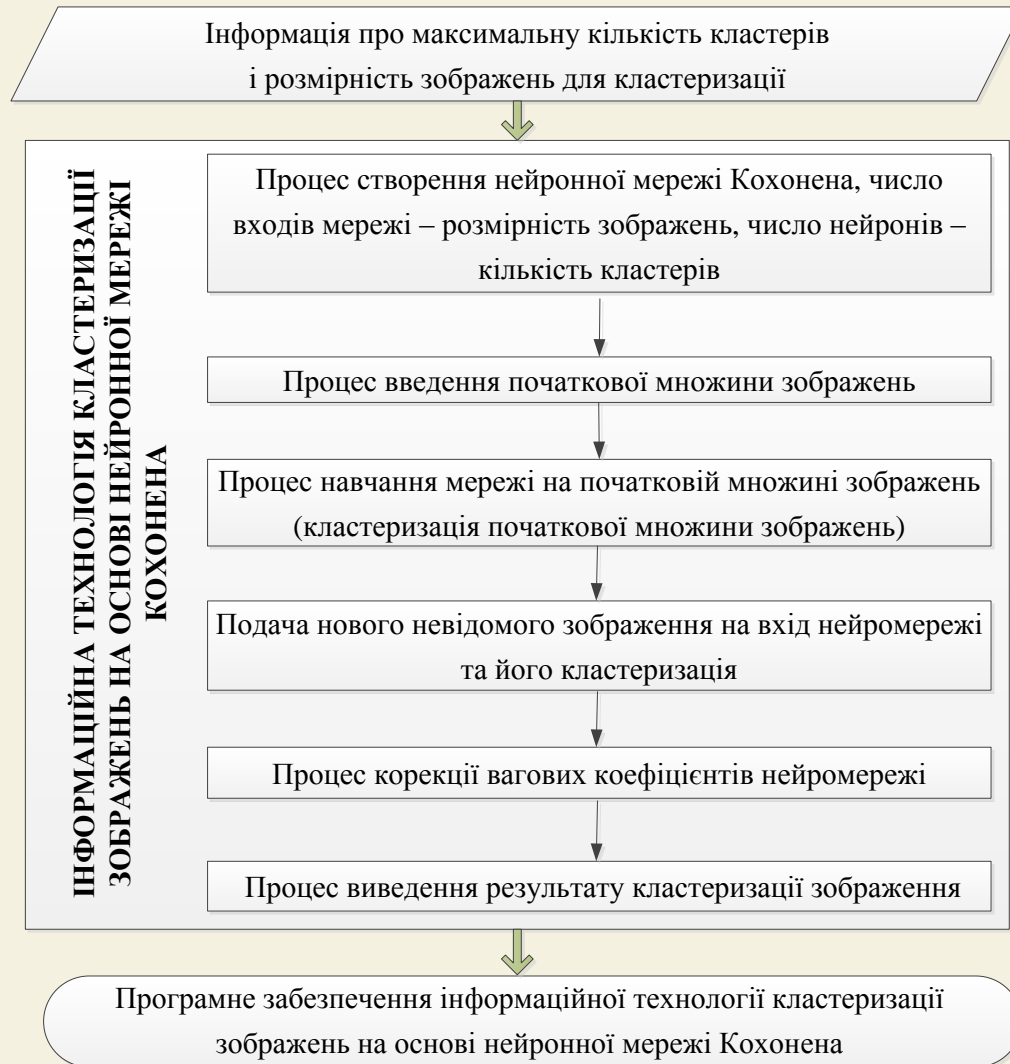 Інформація про максимальну кількість кластерів
і розмірність зображень для кластеризації
ІНФОРМАЦІЙНА ТЕХНОЛОГІЯ КЛАСТЕРИЗАЦІЇ
ЗОБРАЖЕНЬ НА ОСНОВІ НЕЙРОННОЇ МЕРЕЖІ
КОХОНЕНА
Процес створення нейронної мережі Кохонена, число
входів мережі – розмірність зображень, число нейронів –
кількість кластерів
Процес введення початкової множини зображень
Процес навчання мережі на початковій множині зображень
(кластеризація початкової множини зображень)
Подача нового невідомого зображення на вхід нейромережі
та його кластеризація
Процес корекції вагових коефіцієнтів нейромережі
Процес виведення результату кластеризації зображення
Програмне забезпечення інформаційної технології кластеризації
зображень на основі нейронної мережі Кохонена